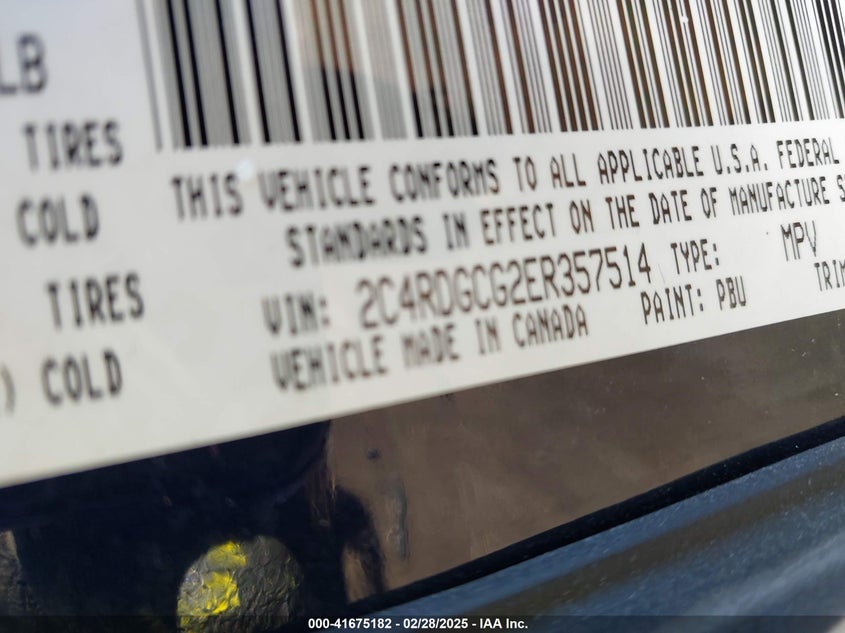 LB
TIRES
COLD
TIRES
) COLD
THIS VEHICLE CONFORMS TO ALL APPLICABLE U.S.A. FEDERAL
STANDARDS IN EFFECT ON THE DATE OF MANUFACTURE S
VIN: 2C4RDGCG2ER357514 TYPE: MPV
VEHICLE MADE IN CANADA PAINT: PBU TRIM
000-41675182 - 02/28/2025 - IAA Inc.